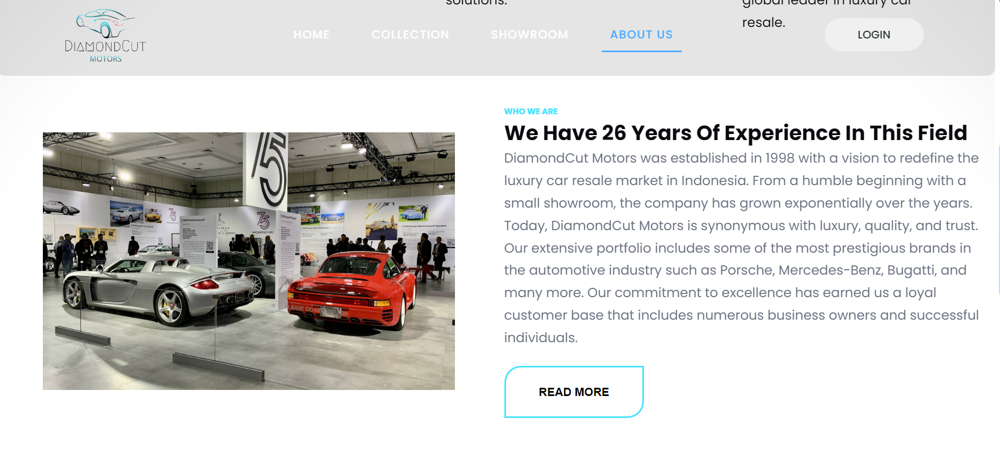 solutions.
global leader in luxury car
resale.
DIAMONDCUT
MOTORS
HOME
COLLECTION
SHOWROOM
ABOUT US
LOGIN
WHO WE ARE
We Have 26 Years Of Experience In This Field
DiamondCut Motors was established in 1998 with a vision to redefine the
luxury car resale market in Indonesia. From a humble beginning with a
small showroom, the company has grown exponentially over the years.
Today, DiamondCut Motors is synonymous with luxury, quality, and trust.
Our extensive portfolio includes some of the most prestigious brands in
the automotive industry such as Porsche, Mercedes-Benz, Bugatti, and
many more. Our commitment to excellence has earned us a loyal
customer base that includes numerous business owners and successful
individuals.
READ MORE
75
75
75
PORSCHE